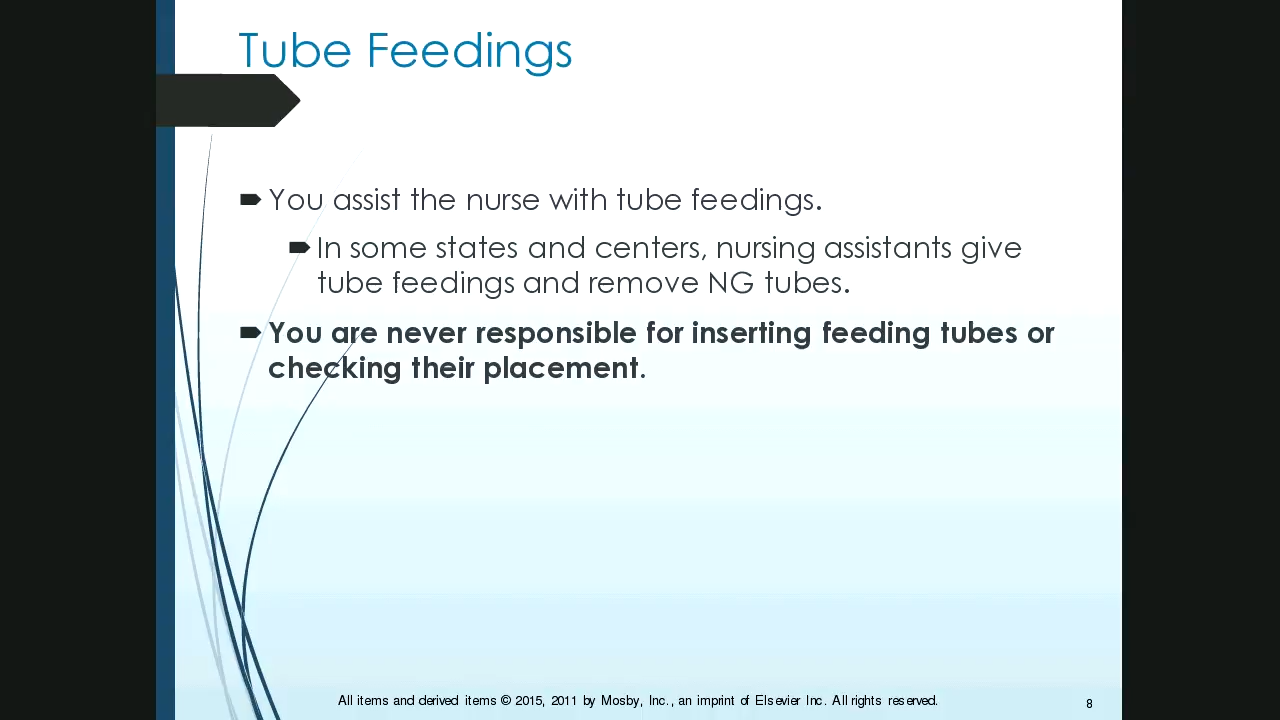 Tube Feedings
You assist the nurse with tube feedings.
In some states and centers, nursing assistants give
tube feedings and remove NG tubes.
You are never responsible for inserting feeding tubes or
checking their placement.
All items and derived items © 2015, 2011 by Mosby, Inc., an imprint of Elsevier Inc. All rights reserved.
8